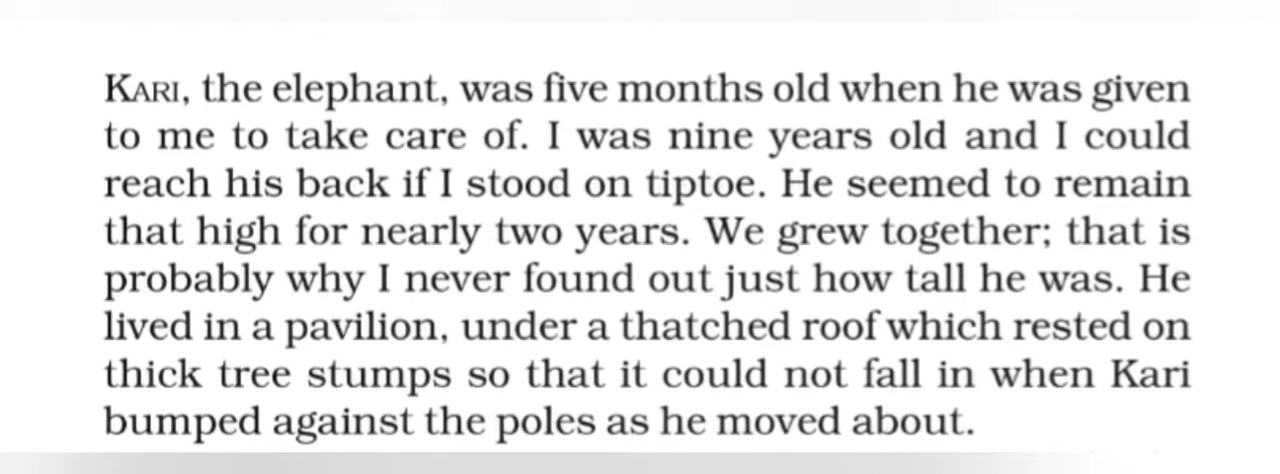 KARI, the elephant, was five months old when he was given
to me to take care of. I was nine years old and I could
reach his back if I stood on tiptoe. He seemed to remain
that high for nearly two years. We grew together; that is
probably why I never found out just how tall he was. He
lived in a pavilion, under a thatched roof which rested on
thick tree stumps so that it could not fall in when Kari
bumped against the poles as he moved about.